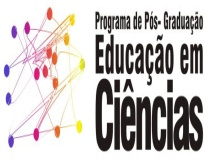 Programa de Pós- Graduação
Educação em
Ciências